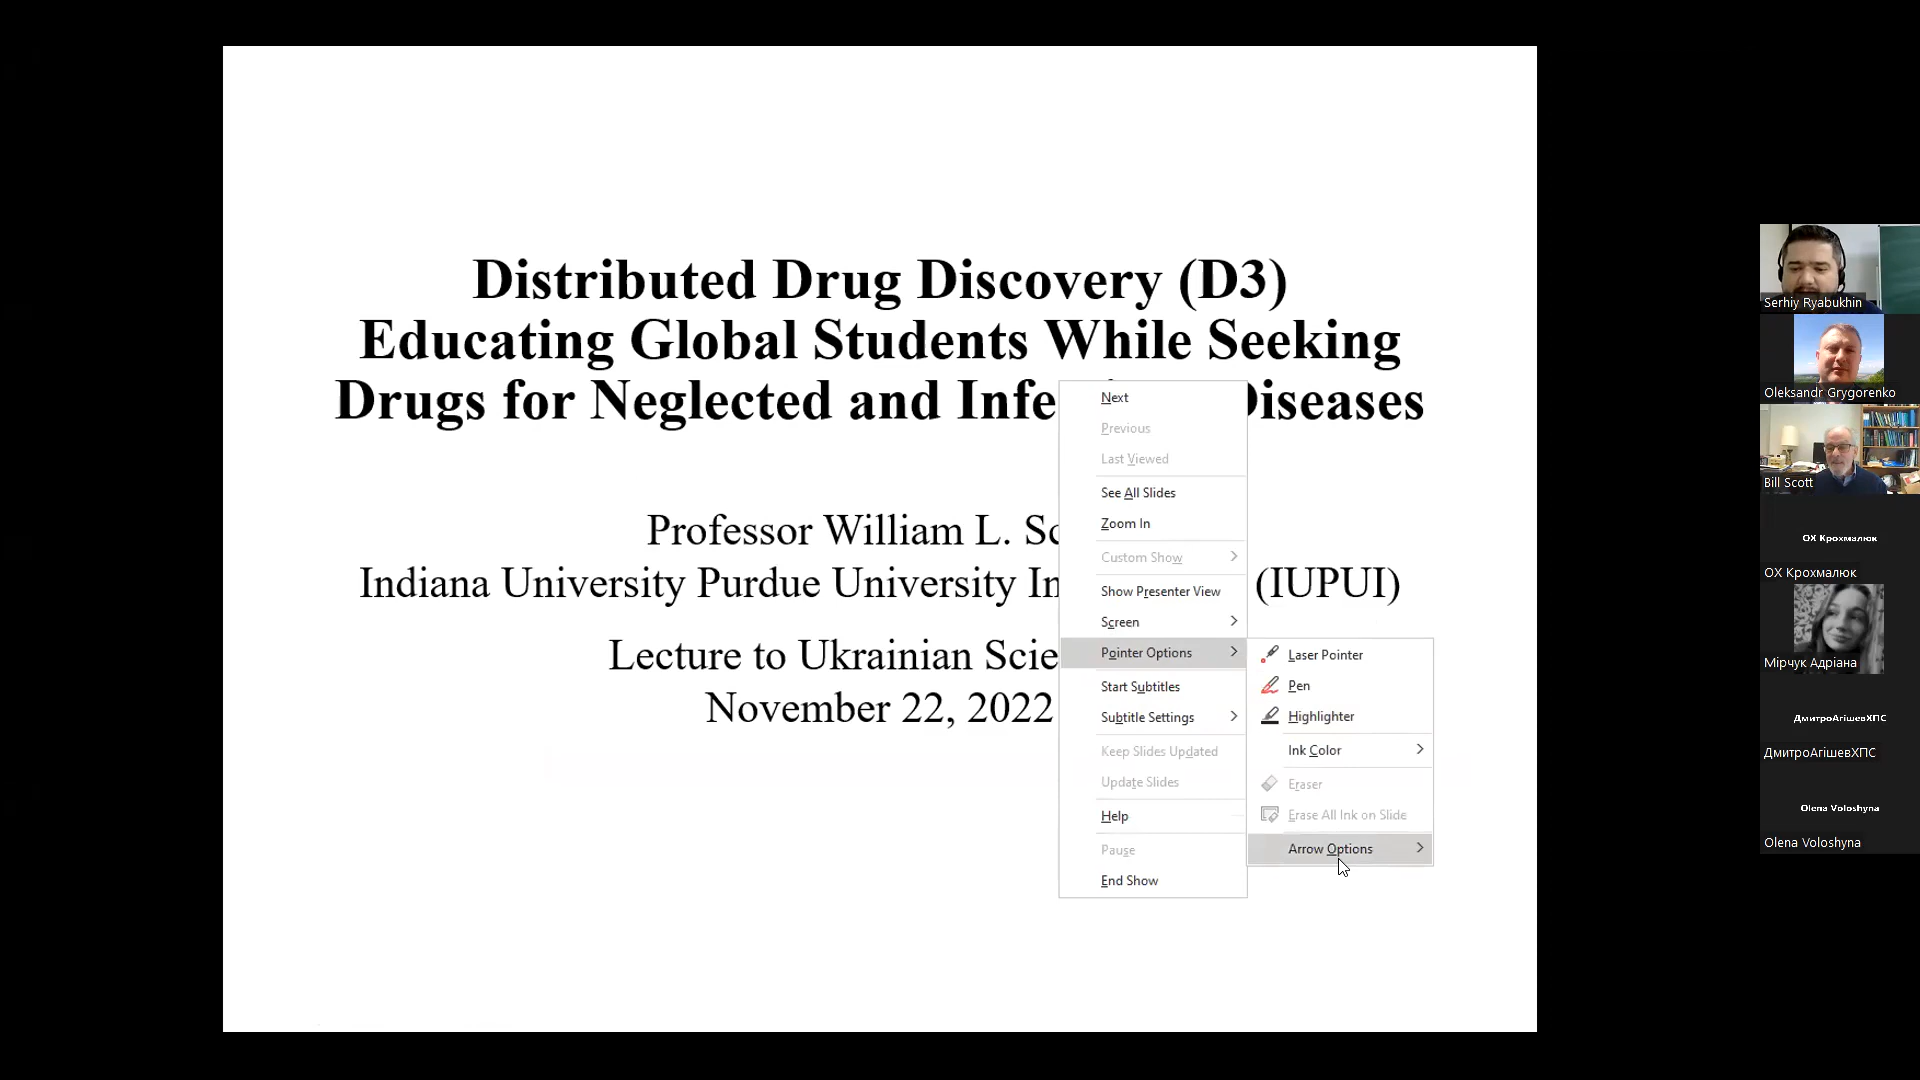 Distributed Drug Discovery (D3)
Educating Global Students While Seeking
Drugs for Neglected and Infe Diseases
Professor William L. Sc
Indiana University Purdue University In (IUPUI)
Lecture to Ukrainian Scie
November 22, 2022
Next
Previous
Last Viewed
See All Slides
Zoom In
Custom Show
Show Presenter View
Screen
Pointer Options
Start Subtitles
Subtitle Settings
Keep Slides Updated
Update Slides
Help
Pause
End Show
Laser Pointer
Pen
Highlighter
Ink Color
Eraser
Erase All Ink on Slide
Arrow Options
Serhiy Ryabukhin
Oleksandr Grygorenko
Bill Scott
ОХ Крохмалюк
ОХ Крохмалюк
Мірчук Адріана
ДмитроАгішевХПС
ДмитроАгішевХПС
Olena Voloshyna
Olena Voloshyna